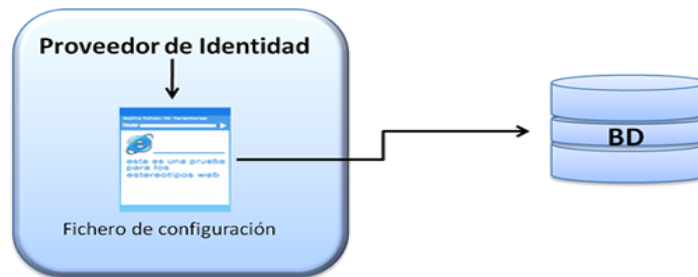 Proveedor de Identidad
esta es una prueba
para los
estereotipos web
Fichero de configuración
BD